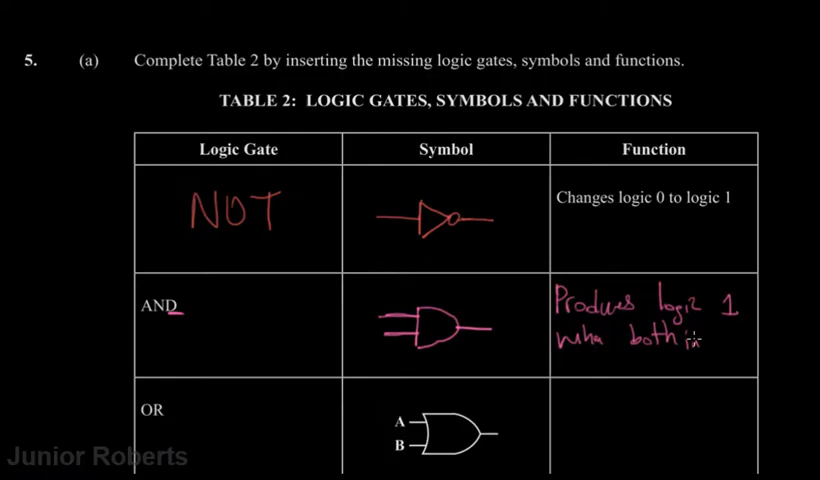 5. (a) Complete Table 2 by inserting the missing logic gates, symbols and functions.
TABLE 2: LOGIC GATES, SYMBOLS AND FUNCTIONS
Logic Gate Symbol Function
NOT Changes logic 0 to logic 1
AND Produces logic 1
both in
OR A
B
Junior Roberts